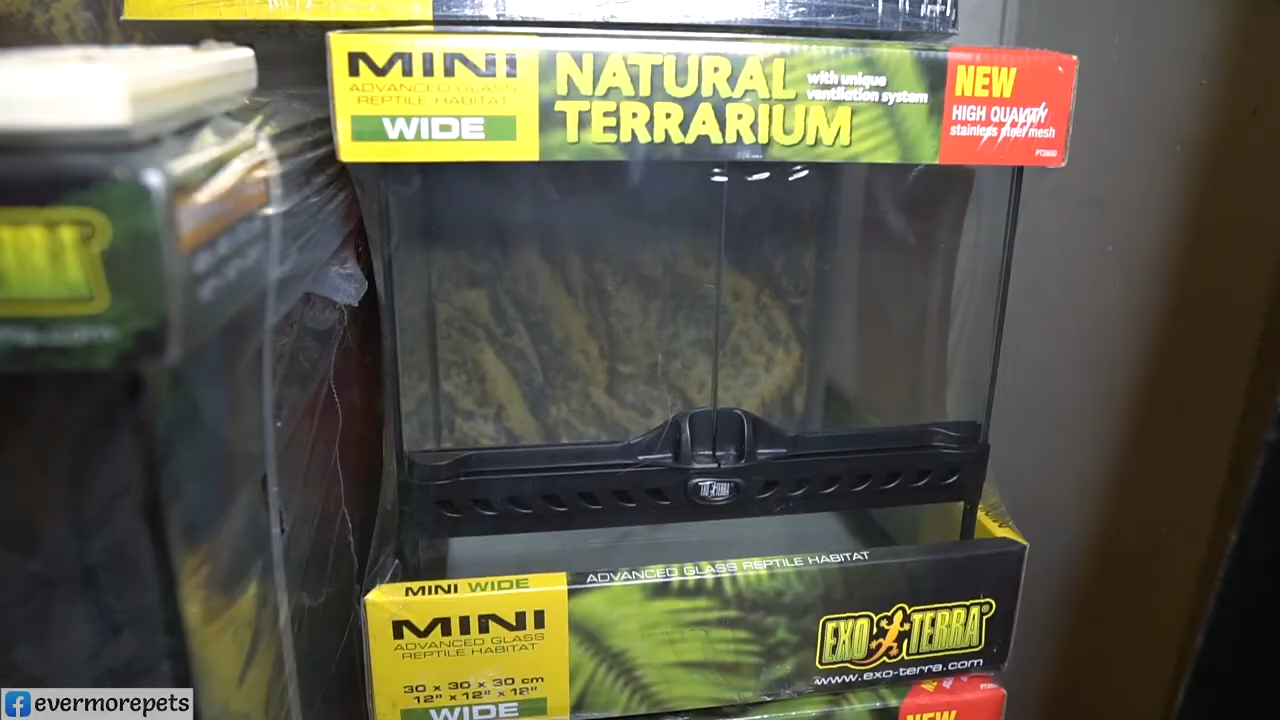 MINI
ADVANCED GLASS
REPTILE HABITAT
WIDE
NATURAL
TERRARIUM
with unique
ventilation system
NEW
HIGH QUALITY
stainless steel mesh
EXO TERRA
MINI WIDE
ADVANCED GLASS REPTILE HABITAT
MINI
ADVANCED GLASS
REPTILE HABITAT
30 x 30 x 30 cm
12" x 12" x 12"
WIDE
EXO TERRA®
www.exo-terra.com
NEW
evermorepets